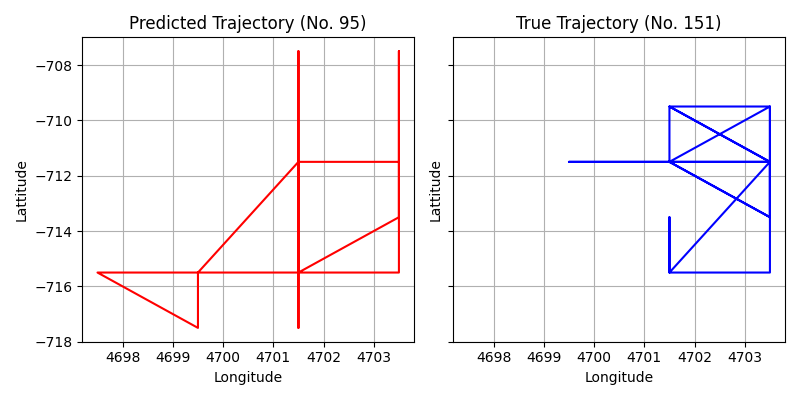 Predicted Trajectory (No. 95)
True Trajectory (No. 151)
Lattitude
−708
−710
−712
−714
−716
−718
4698 4699 4700 4701 4702 4703
Longitude
Lattitude
4698 4699 4700 4701 4702 4703
Longitude